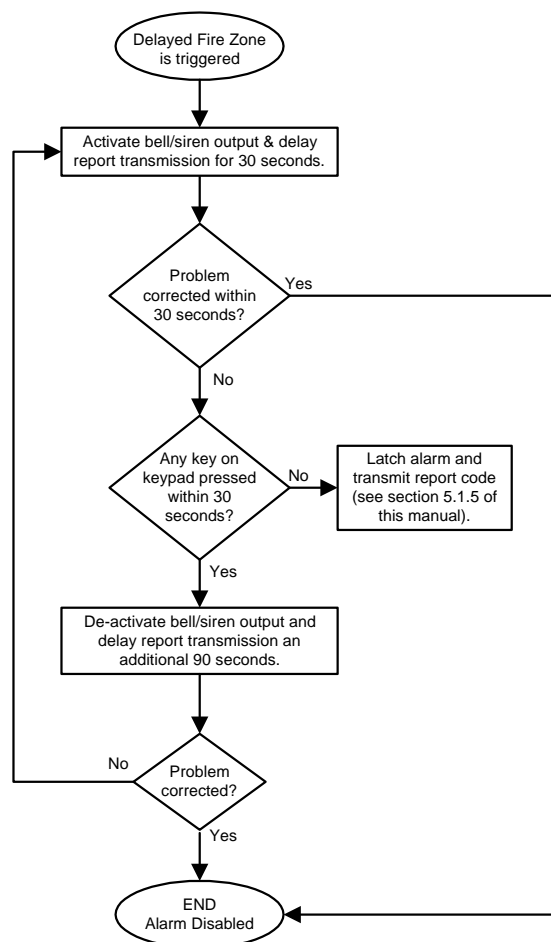 Delayed Fire Zone
is triggered
Activate bell/siren output & delay
report transmission for 30 seconds.
Problem
corrected within
30 seconds?
Yes
No
Any key on
keypad pressed
within 30
seconds?
No
Latch alarm and
transmit report code
(see section 5.1.5 of
this manual).
Yes
De-activate bell/siren output and
delay report transmission an
additional 90 seconds.
No
Problem
corrected?
Yes
END
Alarm Disabled